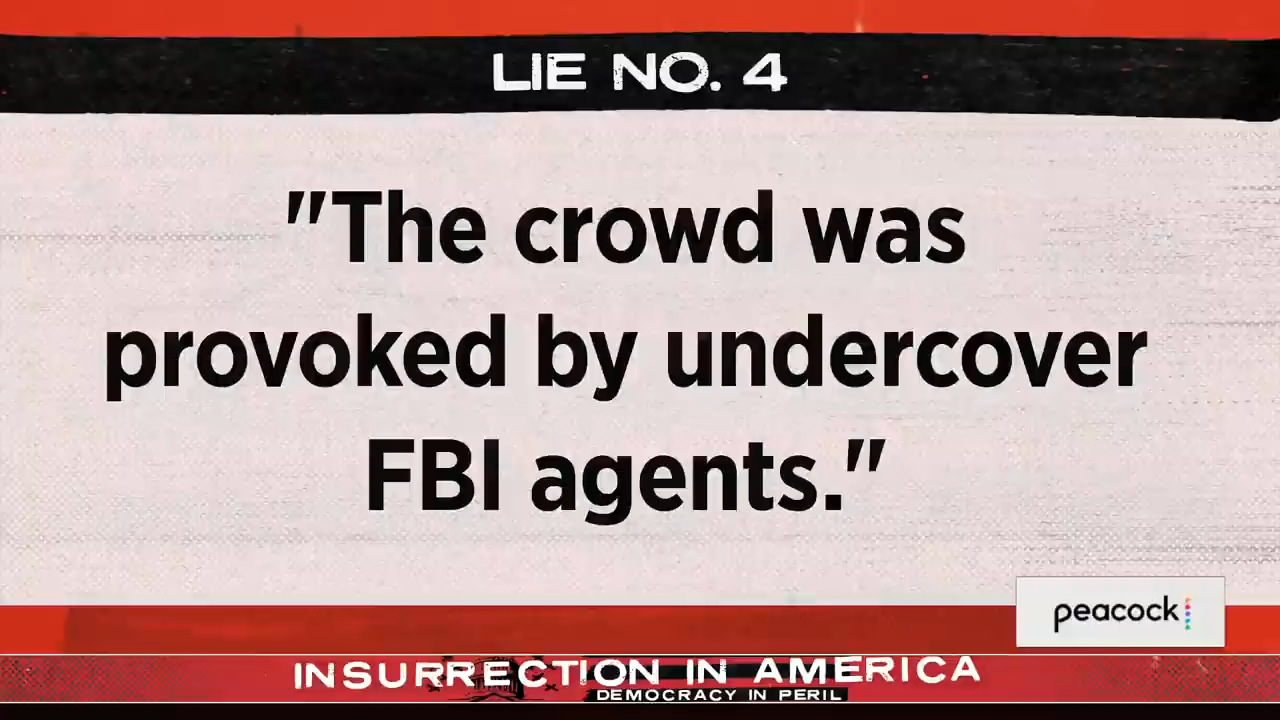 LIE NO. 4
"The crowd was
provoked by undercover
FBI agents."
peacock
INSURRECTION IN AMERICA
DEMOCRACY IN PERIL